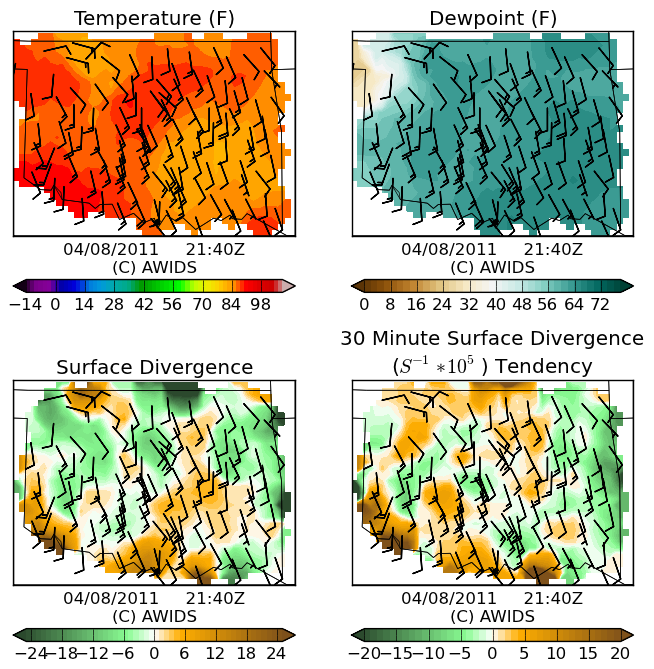 Temperature (F)
Dewpoint (F)
04/08/2011 21:40Z
(C) AWIDS
04/08/2011 21:40Z
(C) AWIDS
−14 0 14 28 42 56 70 84 98
0 8 16 24 32 40 48 56 64 72
Surface Divergence
30 Minute Surface Divergence
(S⁻¹ *10⁵ ) Tendency
04/08/2011 21:40Z
(C) AWIDS
04/08/2011 21:40Z
(C) AWIDS
−24 −18 −12 −6 0 6 12 18 24
−20 −15 −10 −5 0 5 10 15 20